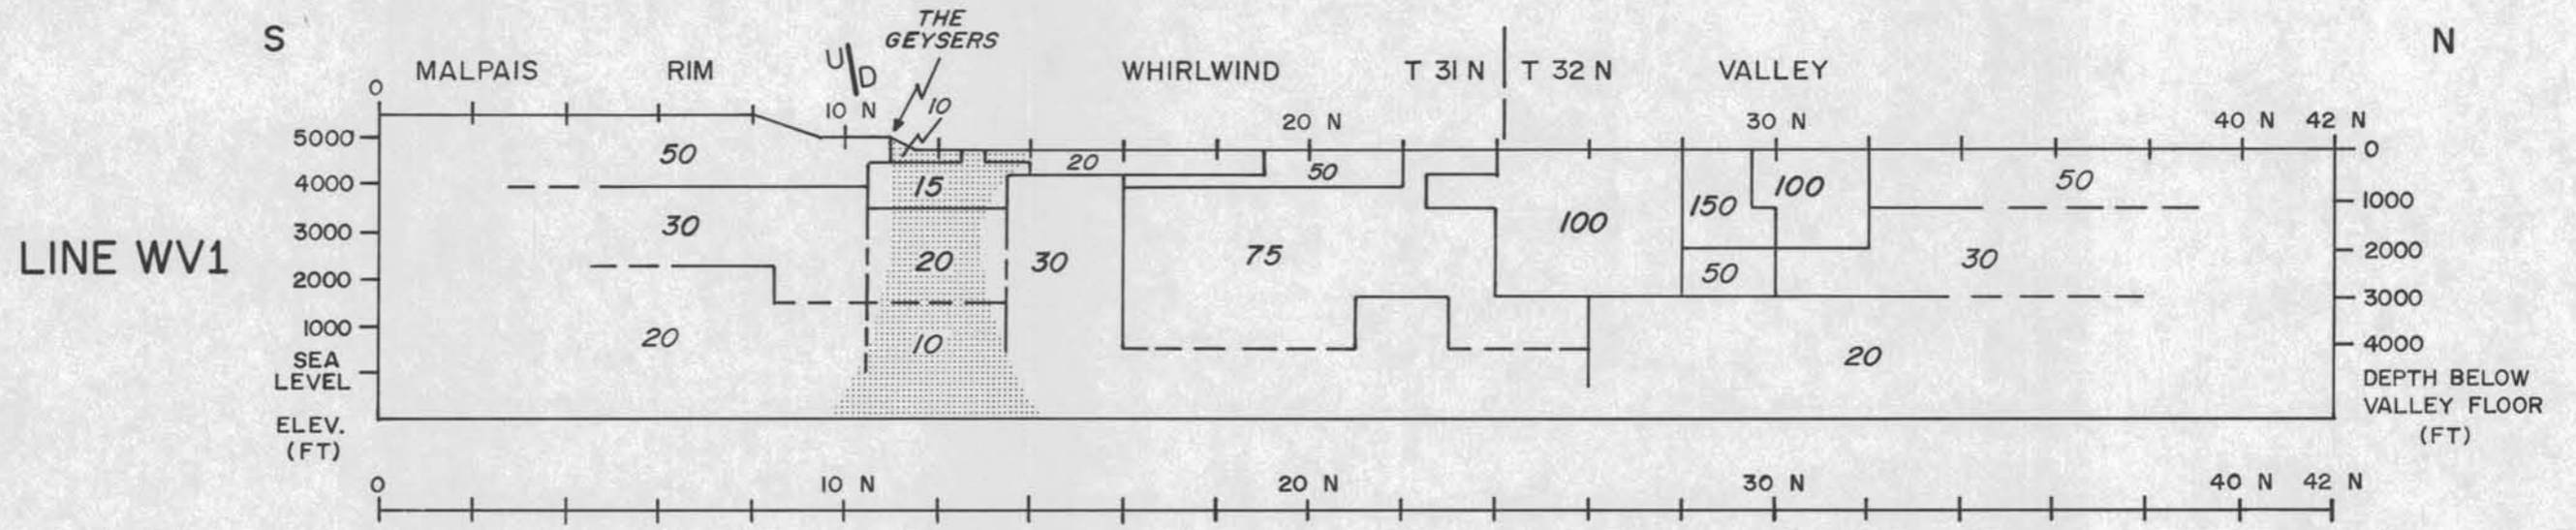 THE
GEYSERS
S
N
U/D
MALPAIS RIM WHIRLWIND T 31 N T 32 N VALLEY
0
10 N
10
20 N
30 N
40 N
42 N
5000
4000
3000
2000
1000
SEA
LEVEL
ELEV.
(FT)
LINE WV1
50
30
20
15
20
10
20
50
30
75
100
150
100
50
50
30
20
0
1000
2000
3000
4000
DEPTH BELOW
VALLEY FLOOR
(FT)
0 10 N 20 N 30 N 40 N 42 N